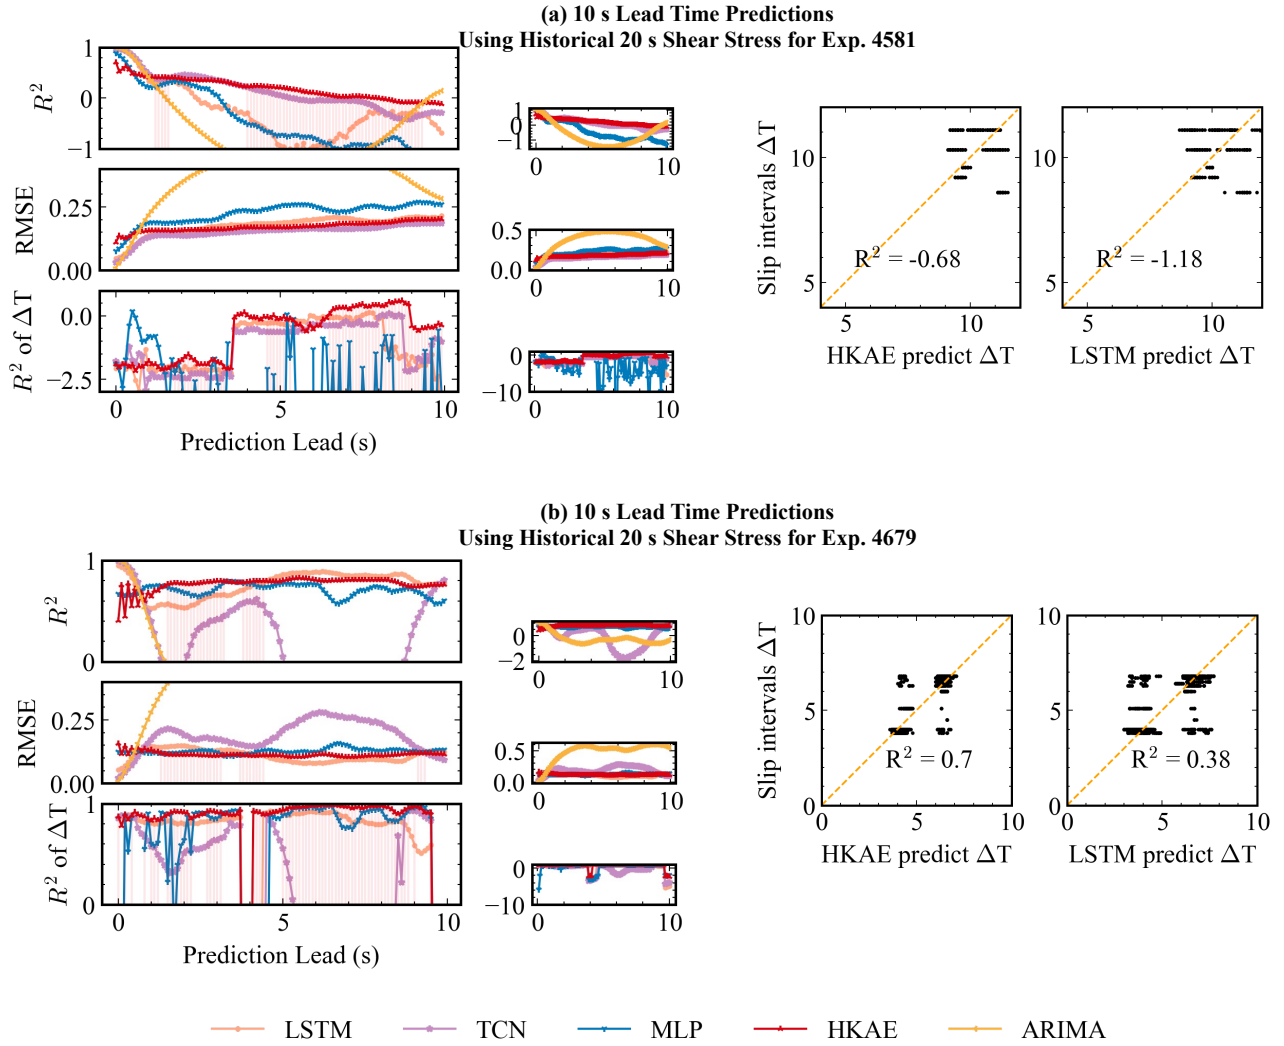 (a) 10 s Lead Time Predictions
Using Historical 20 s Shear Stress for Exp. 4581
R²
1
0
−1
1
0
−1
0
10
RMSE
0.25
0.00
0.5
0.0
0
10
R² of ΔT
0.0
−2.5
0
5
10
Prediction Lead (s)
0
−10
0
10
Slip intervals ΔT
10
5
R² = -0.68
5
10
HKAE predict ΔT
10
5
R² = -1.18
5
10
LSTM predict ΔT
(b) 10 s Lead Time Predictions
Using Historical 20 s Shear Stress for Exp. 4679
R²
1
0
0
−2
0
10
RMSE
0.25
0.00
0.5
0.0
0
10
R² of ΔT
1
0
0
5
10
Prediction Lead (s)
0
−10
0
10
Slip intervals ΔT
10
5
0
R² = 0.7
0
5
10
HKAE predict ΔT
10
5
0
R² = 0.38
0
5
10
LSTM predict ΔT
LSTM TCN MLP HKAE ARIMA